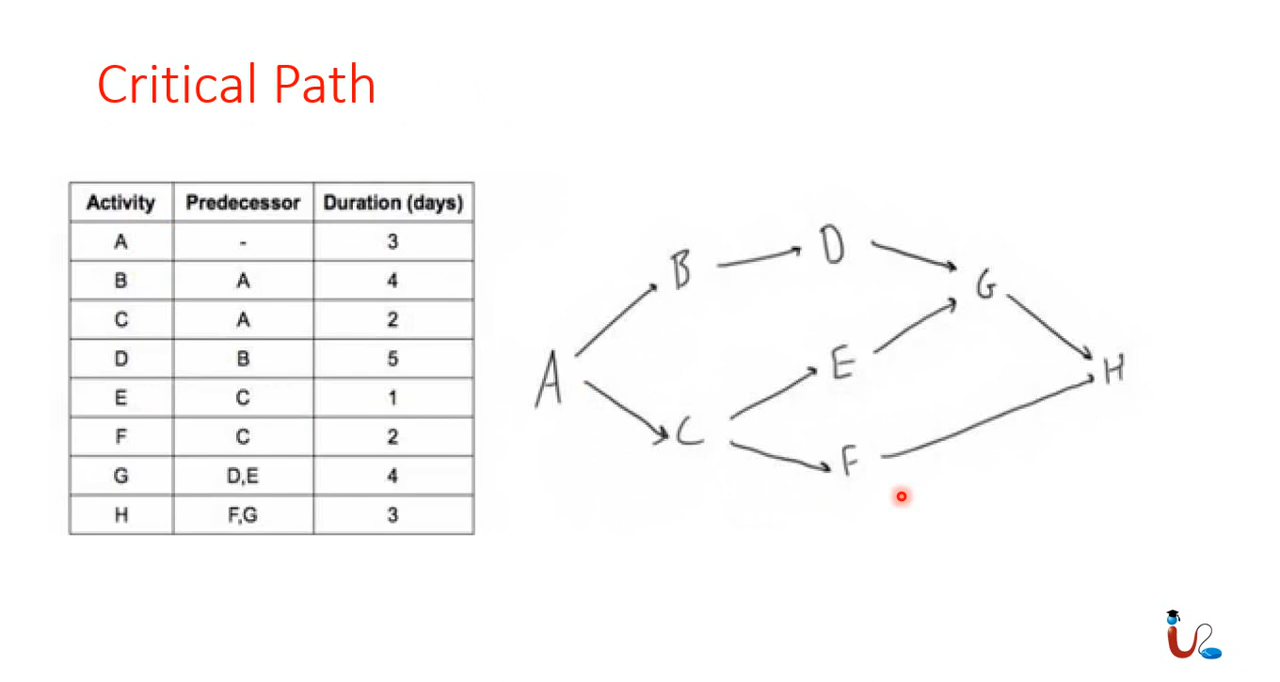 Critical Path
Activity Predecessor Duration (days)
A - 3
B A 4
C A 2
D B 5
E C 1
F C 2
G D,E 4
H F,G 3
B D
G
A E H
C F